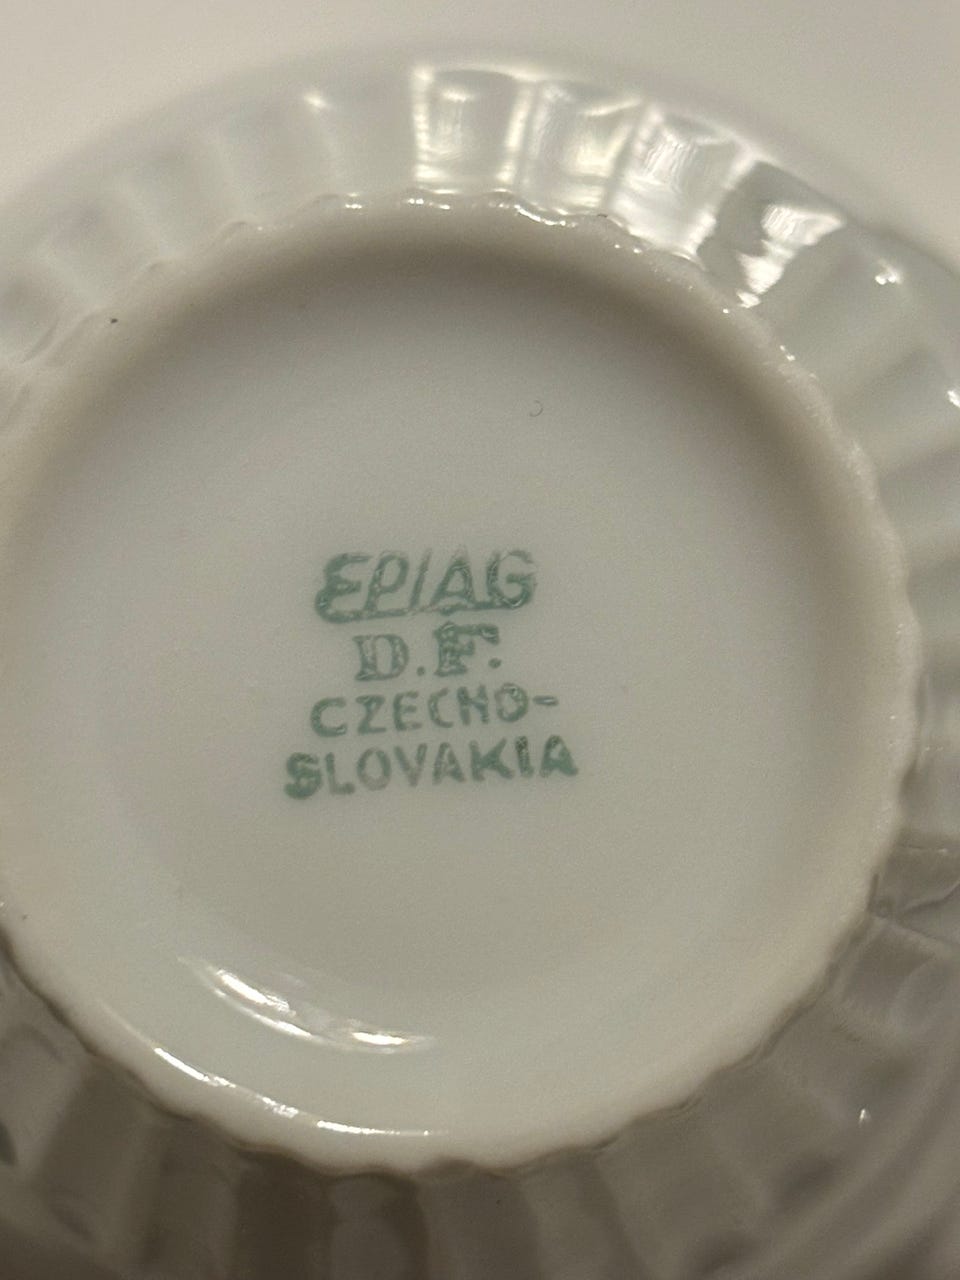 EPIAG
D.F.
CZECHO-
SLOVAKIA